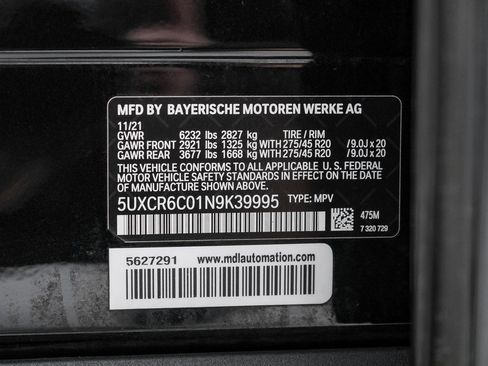 MFD BY BAYERISCHE MOTOREN WERKE AG
11/21
GVWR 6232 lbs 2827 kg TIRE / RIM
GAWR FRONT 2921 lbs 1325 kg WITH 275/45 R20 / 9.0J x 20
GAWR REAR 3677 lbs 1668 kg WITH 275/45 R20 / 9.0J x 20
THIS VEHICLE CONFORMS TO ALL APPLICABLE U.S. FEDERAL
MOTOR VEHICLE SAFETY STANDARDS IN EFFECT ON THE
DATE OF MANUFACTURE SHOWN ABOVE.
5UXCR6C01N9K39995 TYPE: MPV
475M
7 320 729
5627291 www.mdlautomation.com